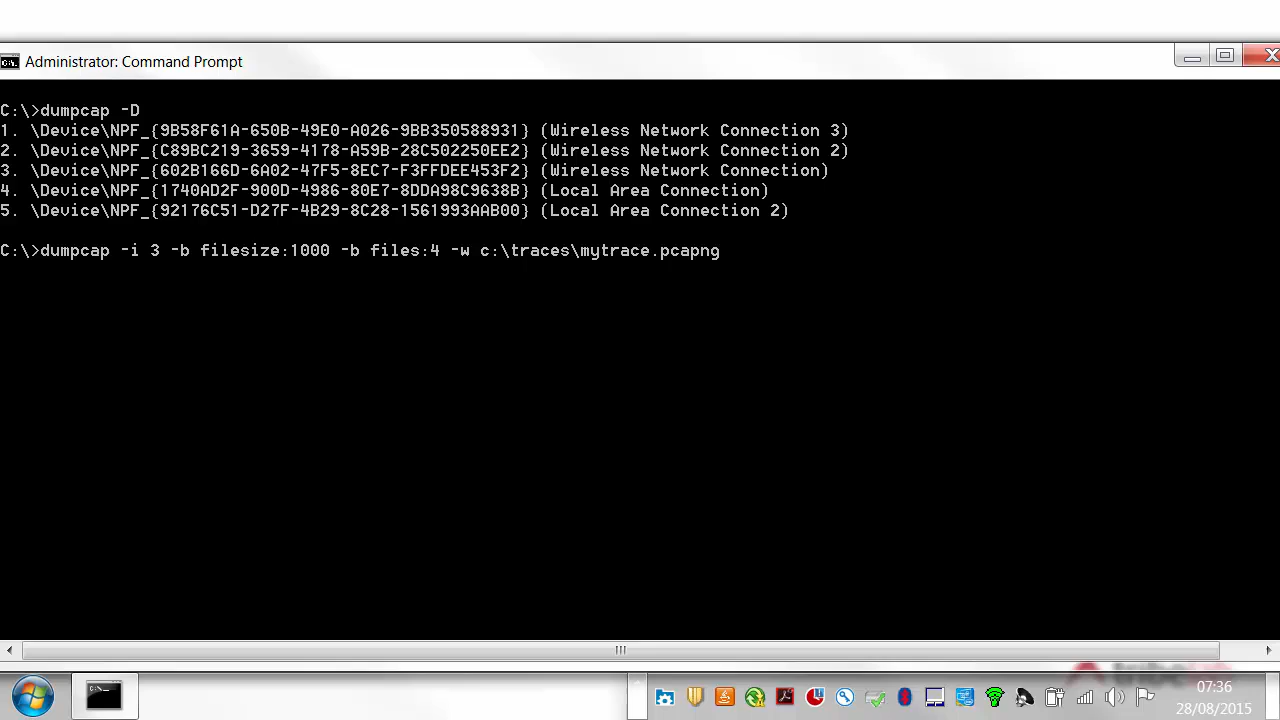 Administrator: Command Prompt
C:\>dumpcap -D
1. \Device\NPF_{9B58F61A-650B-49E0-A026-9BB350588931} (Wireless Network Connection 3)
2. \Device\NPF_{C89BC219-3659-4178-A59B-28C502250EE2} (Wireless Network Connection 2)
3. \Device\NPF_{602B166D-6A02-47F5-8EC7-F3FFDEE453F2} (Wireless Network Connection)
4. \Device\NPF_{1740AD2F-900D-4986-80E7-8DDA98C9638B} (Local Area Connection)
5. \Device\NPF_{92176C51-D27F-4B29-8C28-1561993AAB00} (Local Area Connection 2)
C:\>dumpcap -i 3 -b filesize:1000 -b files:4 -w c:\traces\mytrace.pcapng
07:36
28/08/2015